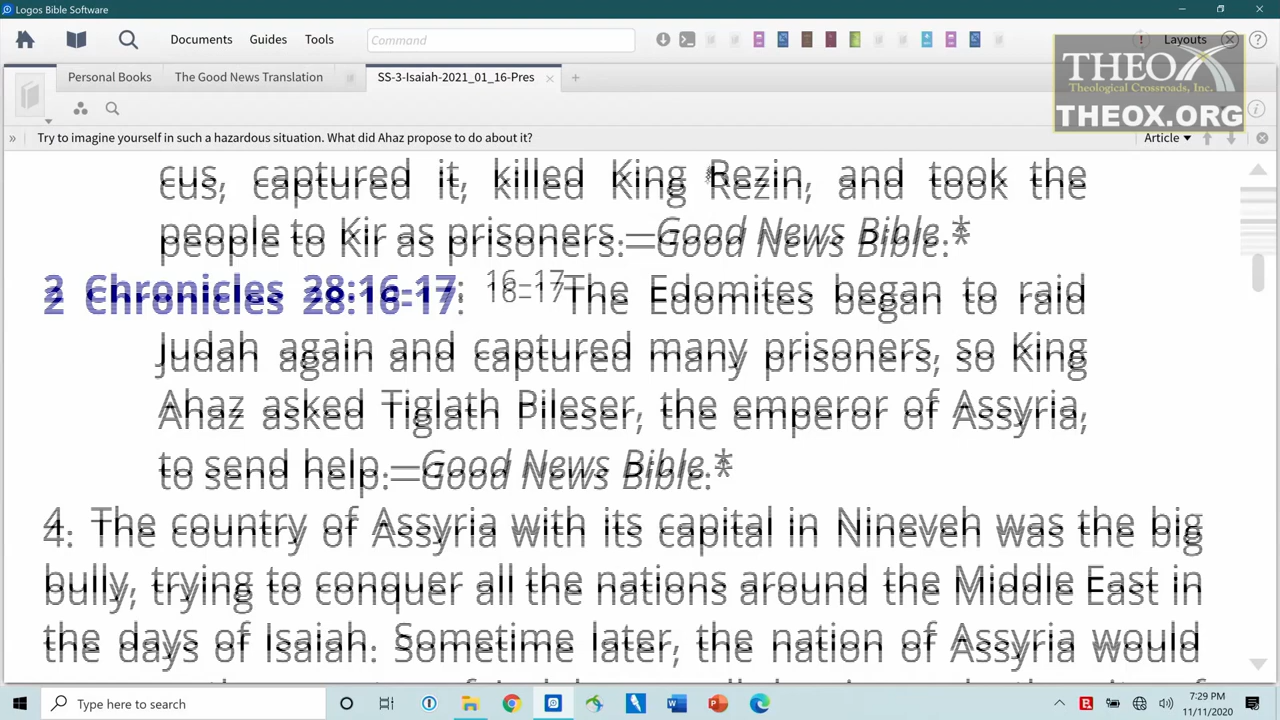 Logos Bible Software
Documents Guides Tools Command Layouts
THEOX
Theological Crossroads, Inc.
THEOX.ORG
Personal Books The Good News Translation SS-3-Isaiah-2021_01_16-Pres
» Try to imagine yourself in such a hazardous situation. What did Ahaz propose to do about it? Article
cus, captured it, killed King Rezin, and took the
people to Kir as prisoners.—Good News Bible.*
2 Chronicles 28:16-17: 16–17The Edomites began to raid
Judah again and captured many prisoners, so King
Ahaz asked Tiglath Pileser, the emperor of Assyria,
to send help.—Good News Bible.*
4. The country of Assyria with its capital in Nineveh was the big
bully, trying to conquer all the nations around the Middle East in
the days of Isaiah. Sometime later, the nation of Assyria would
Type here to search
7:29 PM
11/11/2020